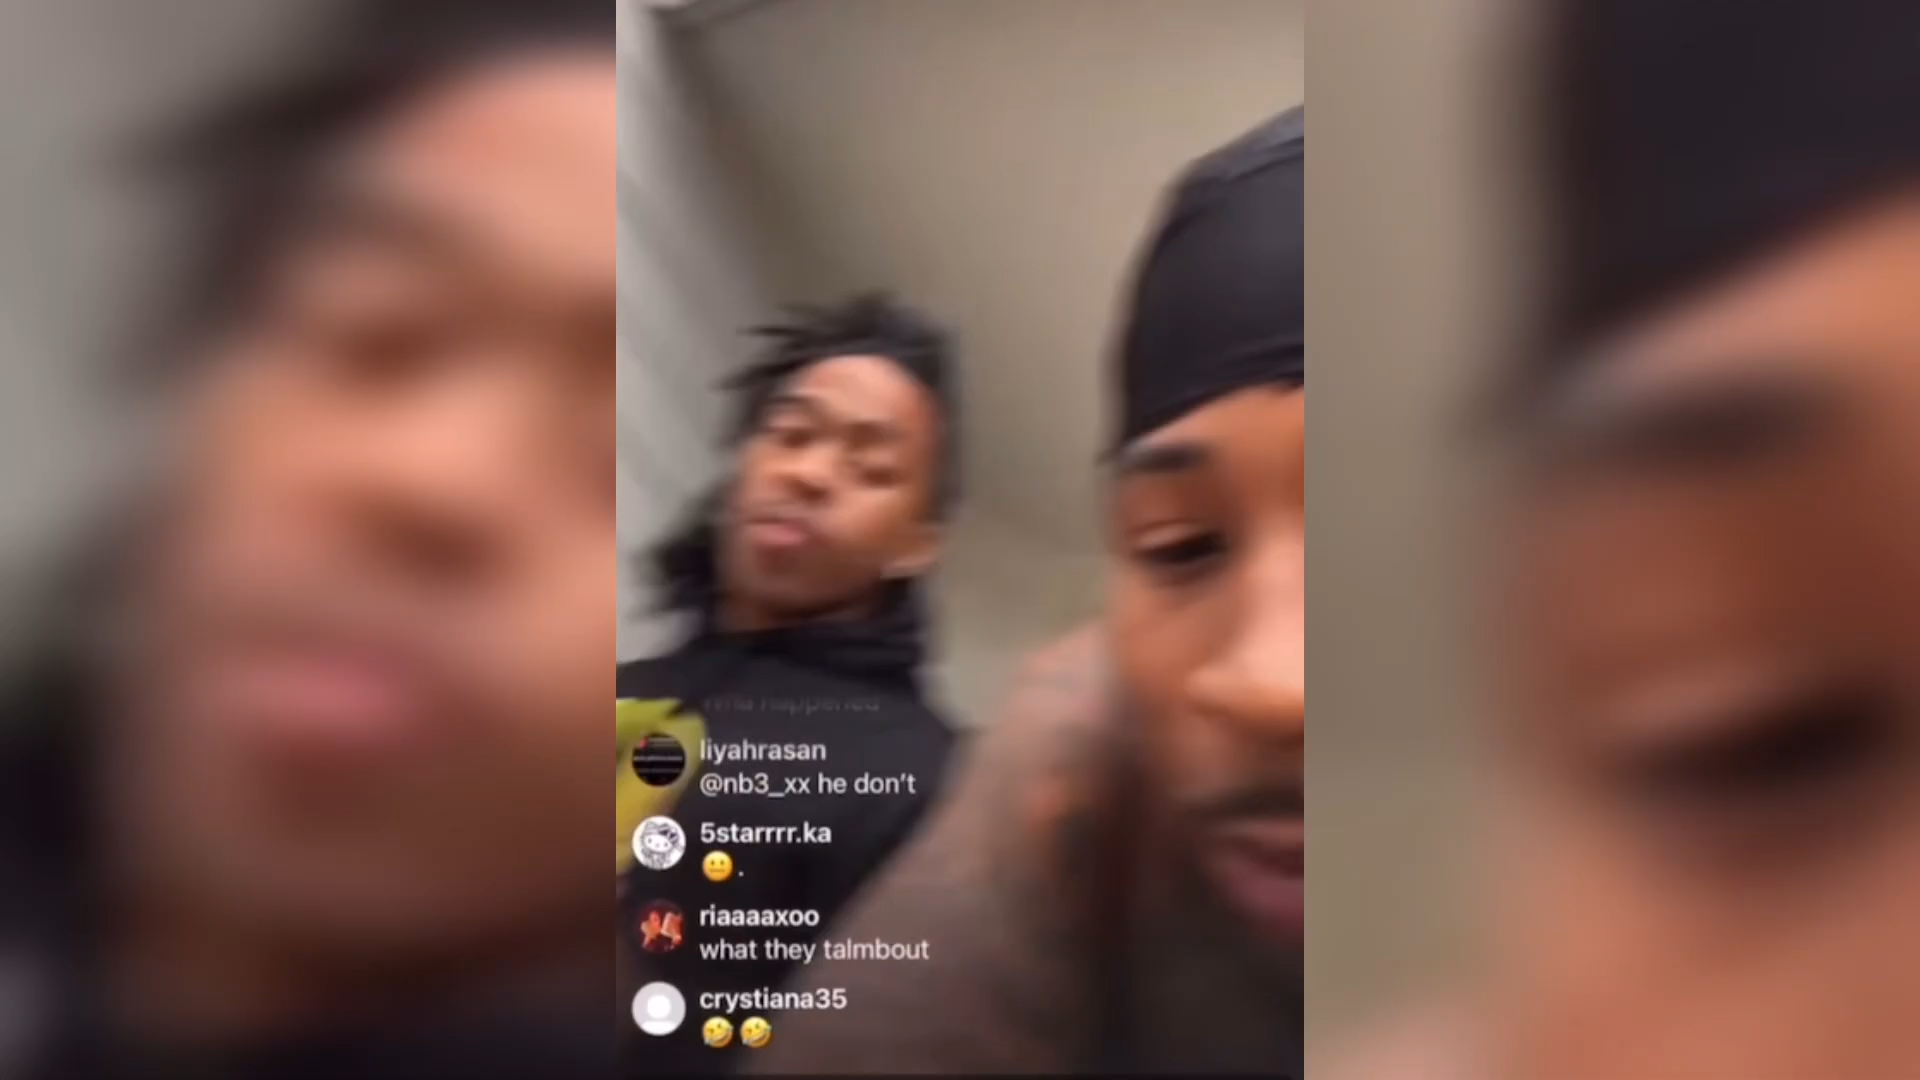 liyahrasan
@nb3_xx he don't
5starrrr.ka
😐 .
riaaaaxoo
what they talmbout
crystiana35
🤣🤣